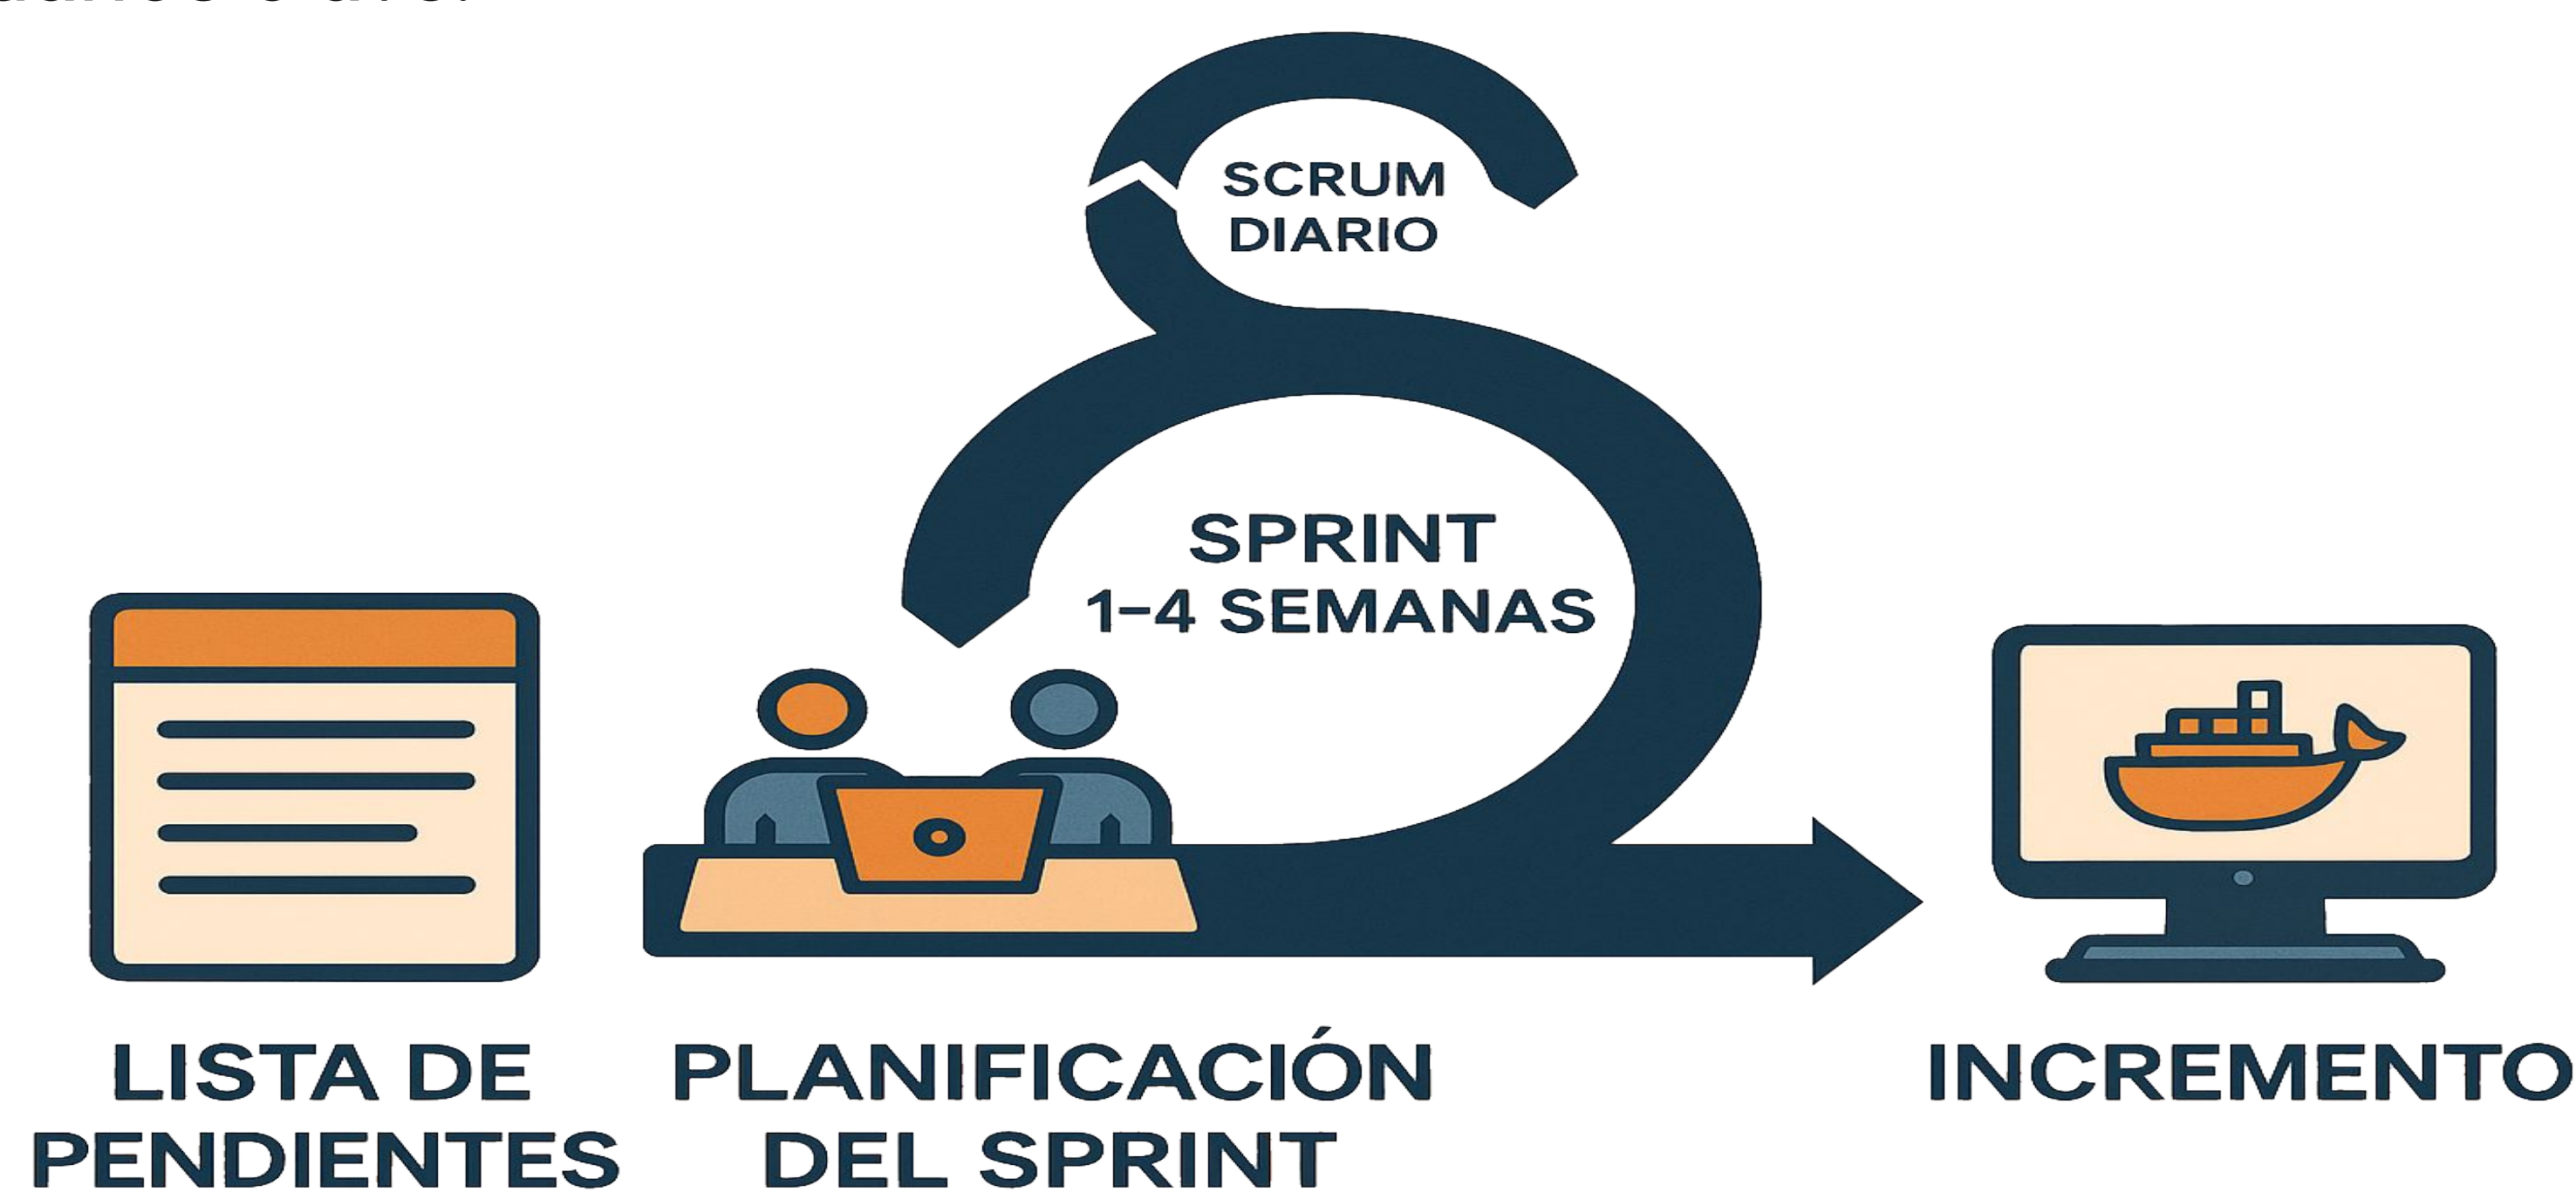 SCRUM
DIARIO
SPRINT
1–4 SEMANAS
LISTA DE
PENDIENTES
PLANIFICACIÓN
DEL SPRINT
INCREMENTO